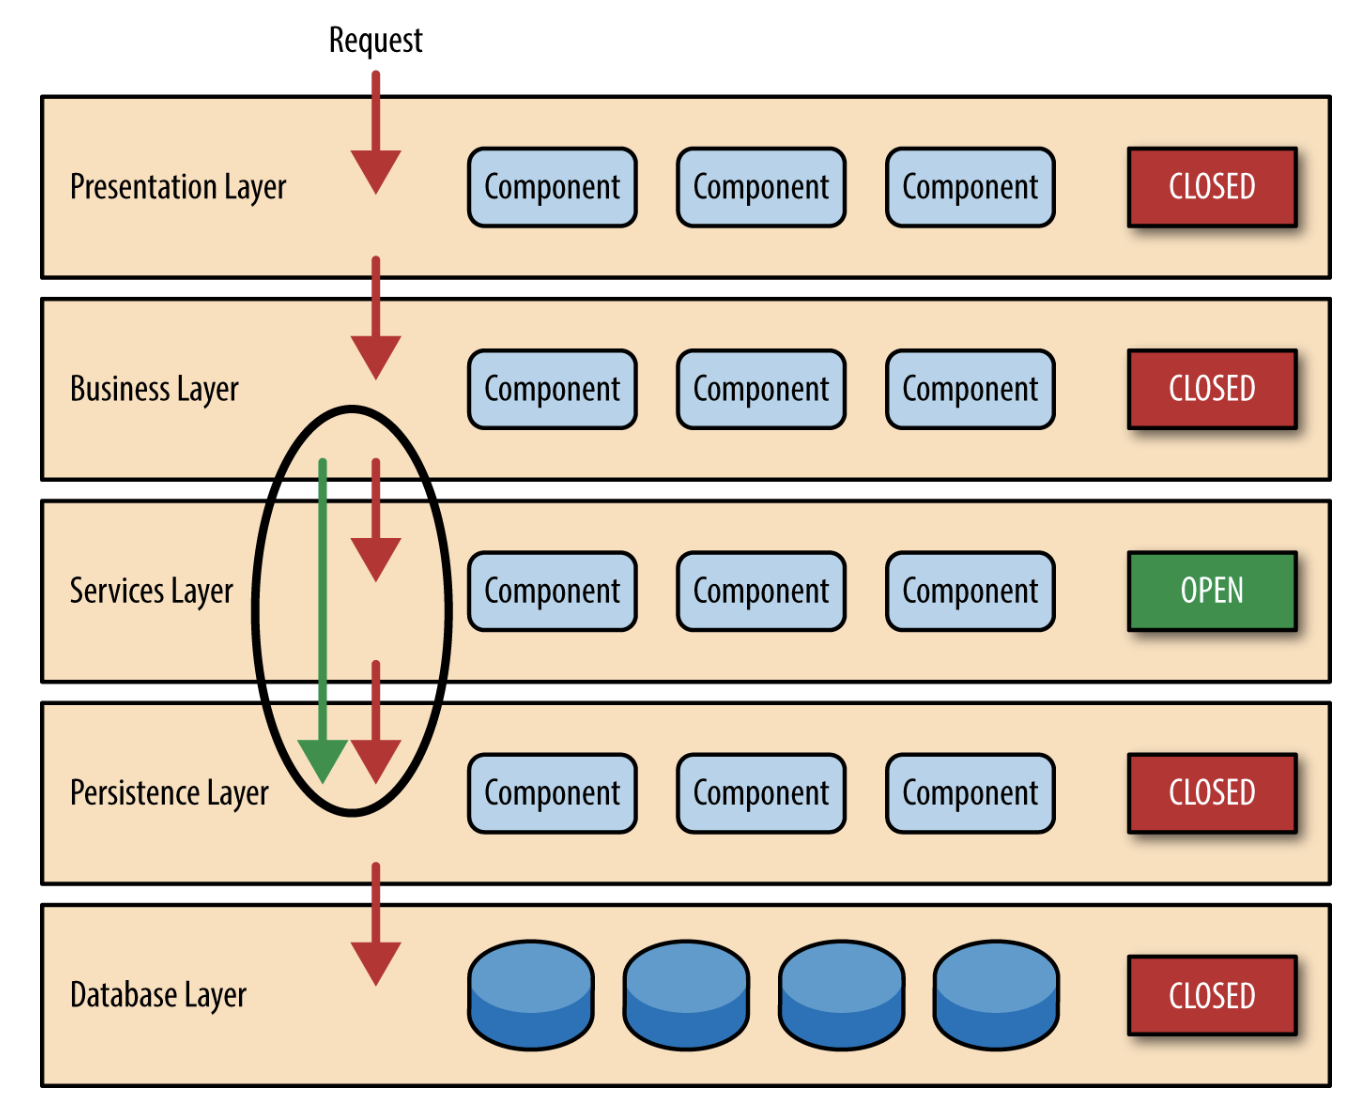 Request
Presentation Layer
Component
Component
Component
CLOSED
Business Layer
Component
Component
Component
CLOSED
Services Layer
Component
Component
Component
OPEN
Persistence Layer
Component
Component
Component
CLOSED
Database Layer
CLOSED